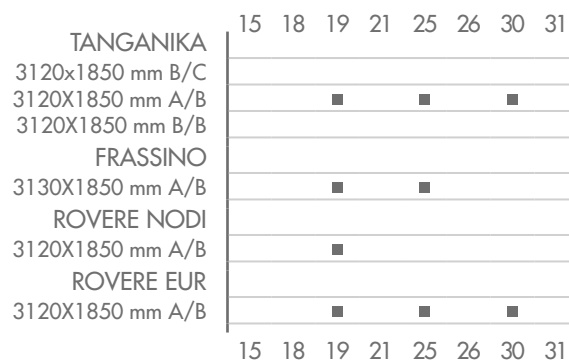 15 18 19 21 25 26 30 31
TANGANIKA
3120x1850 mm B/C
3120X1850 mm A/B
3120X1850 mm B/B
FRASSINO
3130X1850 mm A/B
ROVERE NODI
3120X1850 mm A/B
ROVERE EUR
3120X1850 mm A/B
15 18 19 21 25 26 30 31